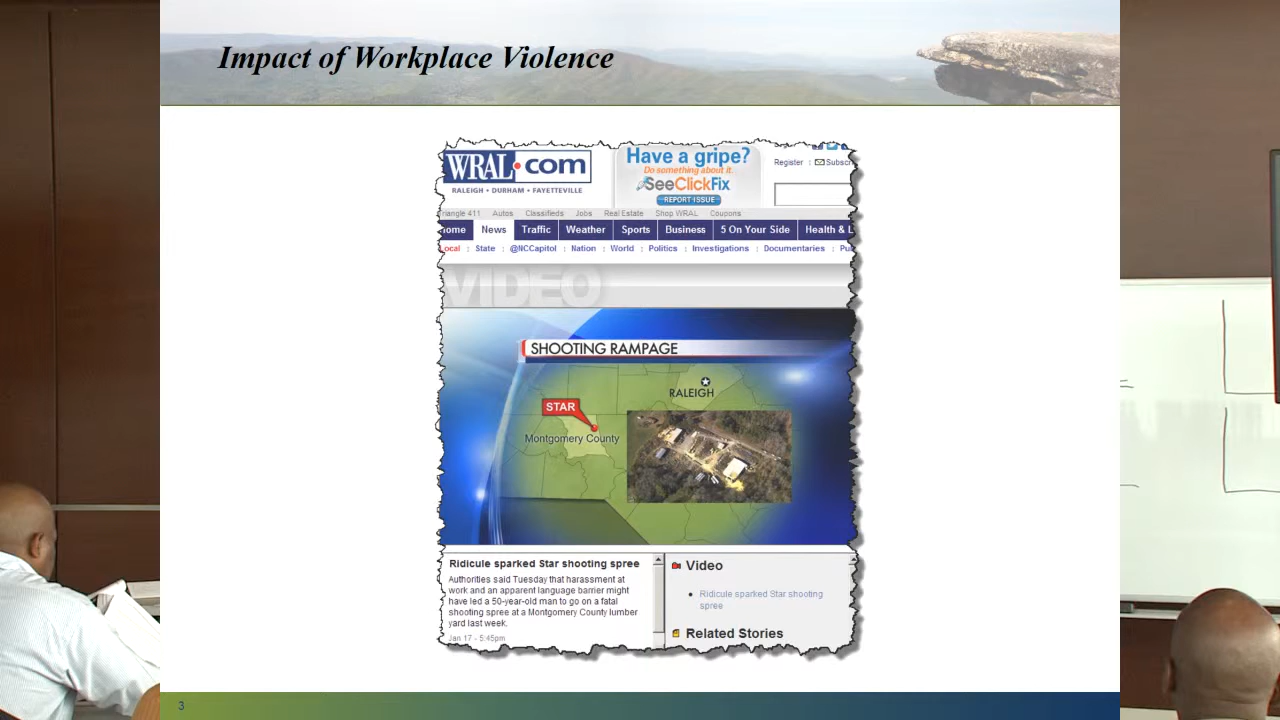 Impact of Workplace Violence
WRAL.com
RALEIGH • DURHAM • FAYETTEVILLE
Have a gripe?
Do something about it.
SeeClickFix
REPORT ISSUE
Register
Autos Classifieds Jobs Real Estate Shop WRAL Coupons
News Traffic Weather Sports Business 5 On Your Side Health & L
State : @NCCapitol : Nation : World : Politics : Investigations : Documentaries :
VIDEO
SHOOTING RAMPAGE
RALEIGH
STAR
Montgomery County
Ridicule sparked Star shooting spree
Authorities said Tuesday that harassment at
work and an apparent language barrier might
have led a 50-year-old man to go on a fatal
shooting spree at a Montgomery County lumber
yard last week.
Jan 17 - 5:45pm
Video
• Ridicule sparked Star shooting
spree
Related Stories
3